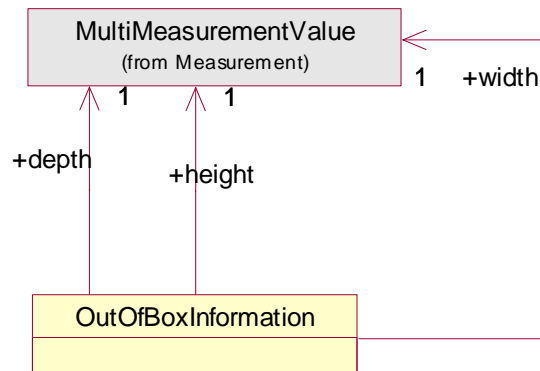 MultiMeasurementValue
(from Measurement)
1
1
1
+width
+depth
+height
OutOfBoxInformation